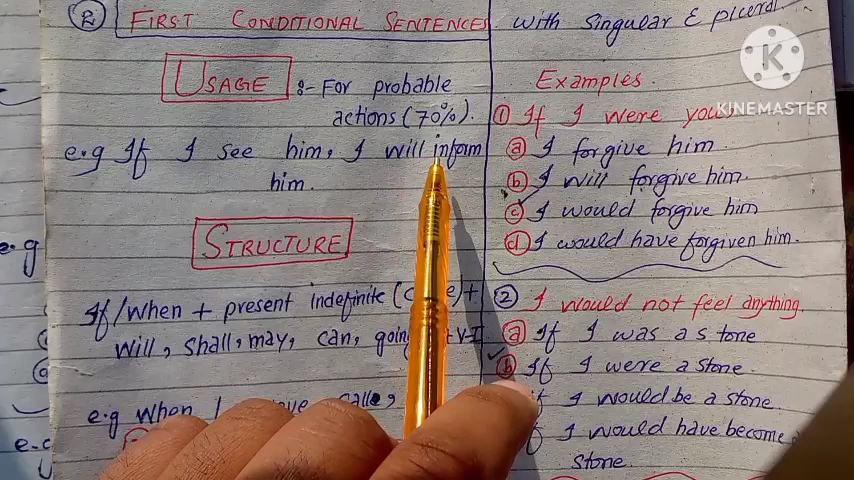 ② FIRST CONDITIONAL SENTENCES
USAGE :- For probable
actions (70%).
e.g If I see him, I will inform
him.
STRUCTURE
If/when + present indefinite +
will, shall, may, can, going + V-I
e.g When I
with singular &
Examples.
① If I were you
ⓐ I forgive him
ⓑ I will forgive him.
ⓒ I would forgive him
ⓓ I would have forgiven him.
② I would not feel anything.
ⓐ If I was a stone
ⓑ If I were a stone.
If I would be a stone.
If I would have become a
stone.
e.g
e.g
KINEMASTER